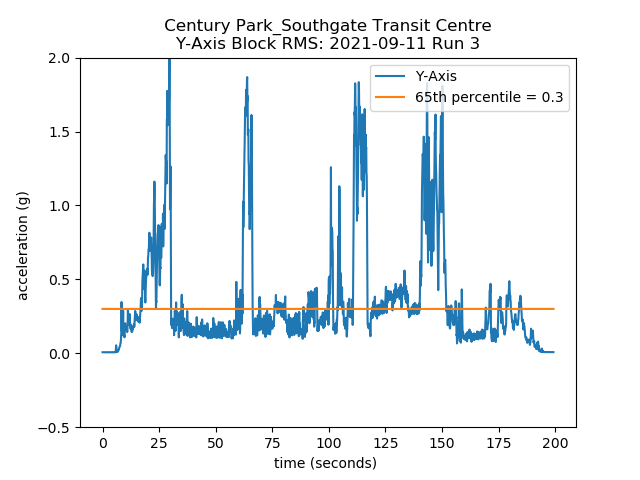 Century Park_Southgate Transit Centre
Y-Axis Block RMS: 2021-09-11 Run 3
Y-Axis
65th percentile = 0.3
2.0
1.5
1.0
0.5
0.0
−0.5
acceleration (g)
0 25 50 75 100 125 150 175 200
time (seconds)